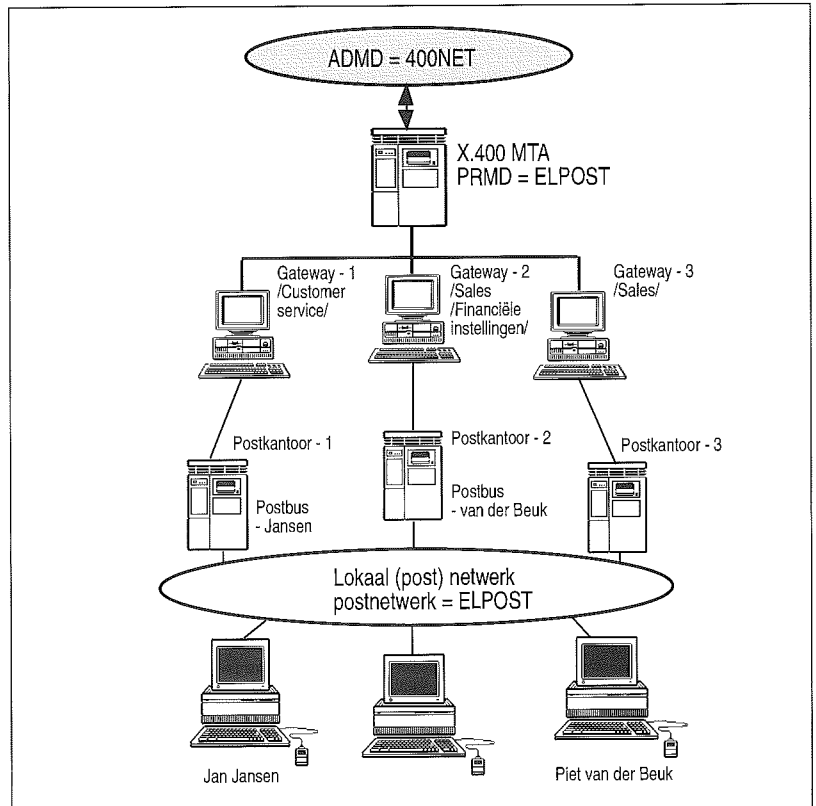 ADMD = 400NET
X.400 MTA
PRMD = ELPOST
Gateway - 1
/Customer
service/
Gateway - 2
/Sales
/Financiële
instellingen/
Gateway - 3
/Sales/
Postkantoor - 1
Postbus
- Jansen
Postkantoor - 2
Postbus
- van der Beuk
Postkantoor - 3
Lokaal (post) netwerk
postnetwerk = ELPOST
Jan Jansen
Piet van der Beuk